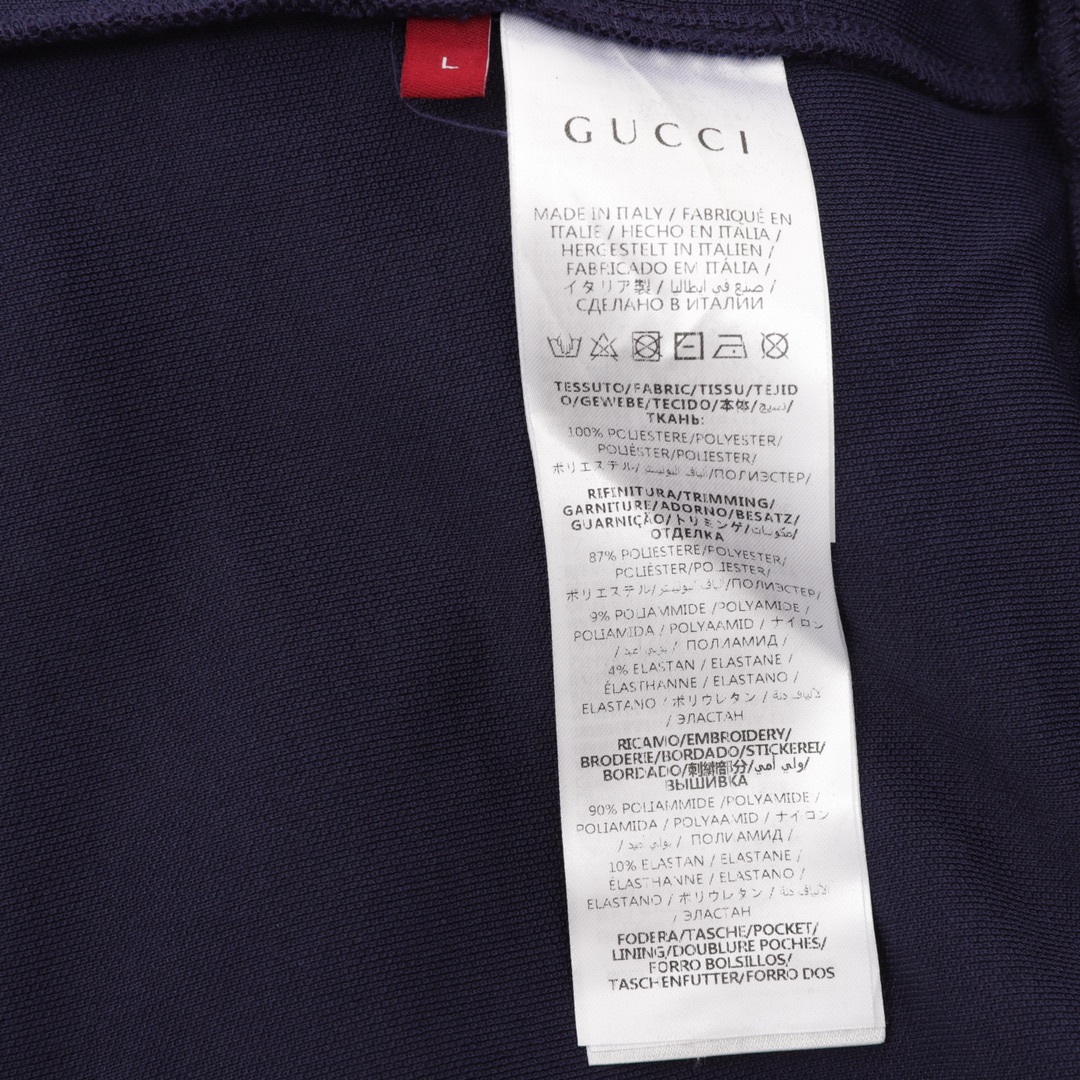 L
GUCCI
MADE IN ITALY / FABRIQUÉ EN
ITALIE / HECHO EN ITALIA /
HERGESTELT IN ITALIEN /
FABRICADO EM ITÁLIA /
イタリア製 / صنع في ايطاليا /
СДЕЛАНО В ИТАЛИИ
TESSUTO/FABRIC/TISSU/TEJID
O/GEWEBE/TECIDO/本体/نسيج/
ТКАНЬ:
100% POLIESTERE/POLYESTER/
POLIÉSTER/POLIESTER/
ポリエステル/ألياف البوليستر/ПОЛИЭСТЕР/
RIFINITURA/TRIMMING/
GARNITURE/ADORNO/BESATZ/
GUARNIÇÃO/トリミング/
ОТДЕЛКА
87% POLIESTERE/POLYESTER/
POLIÉSTER/POLIESTER/
ポリエステル/ألياف البوليستر/ПОЛИЭСТЕР/
9% POLIAMMIDE /POLYAMIDE /
POLIAMIDA / POLYAAMID / ナイロン
/ ПОЛИАМИД /
4% ELASTAN / ELASTANE /
ÉLASTHANNE / ELASTANO /
ELASTANO / ポリウレタン /
/ ЭЛАСТАН
RICAMO/EMBROIDERY/
BRODERIE/BORDADO/STICKEREI/
BORDADO/刺繍部分/
ВЫШИВКА
90% POLIAMMIDE /POLYAMIDE /
POLIAMIDA / POLYAAMID / ナイロン
/ ПОЛИАМИД /
10% ELASTAN / ELASTANE /
ÉLASTHANNE / ELASTANO /
ELASTANO / ポリウレタン /
/ ЭЛАСТАН
FODERA/TASCHE/POCKET/
LINING/DOUBLURE POCHES/
FORRO BOLSILLOS/
TASCHENFUTTER/FORRO DOS